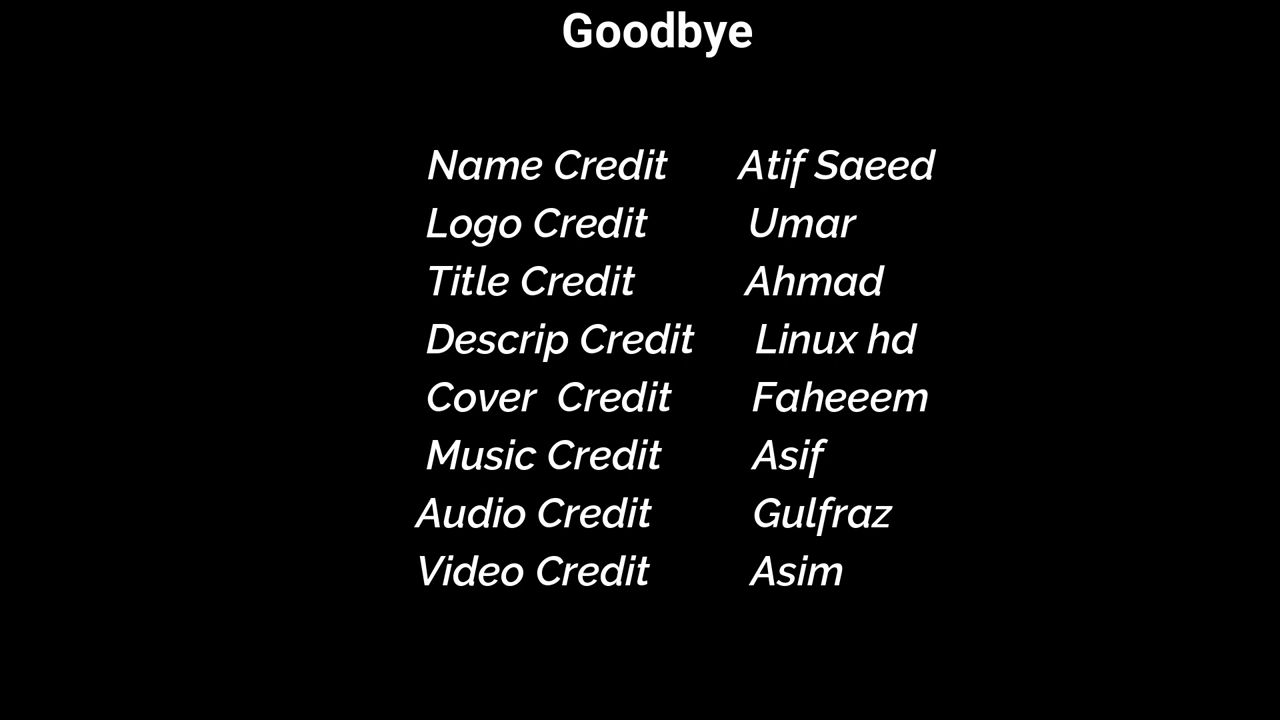 Goodbye
Name Credit Atif Saeed
Logo Credit Umar
Title Credit Ahmad
Descrip Credit Linux hd
Cover Credit Faheeem
Music Credit Asif
Audio Credit Gulfraz
Video Credit Asim